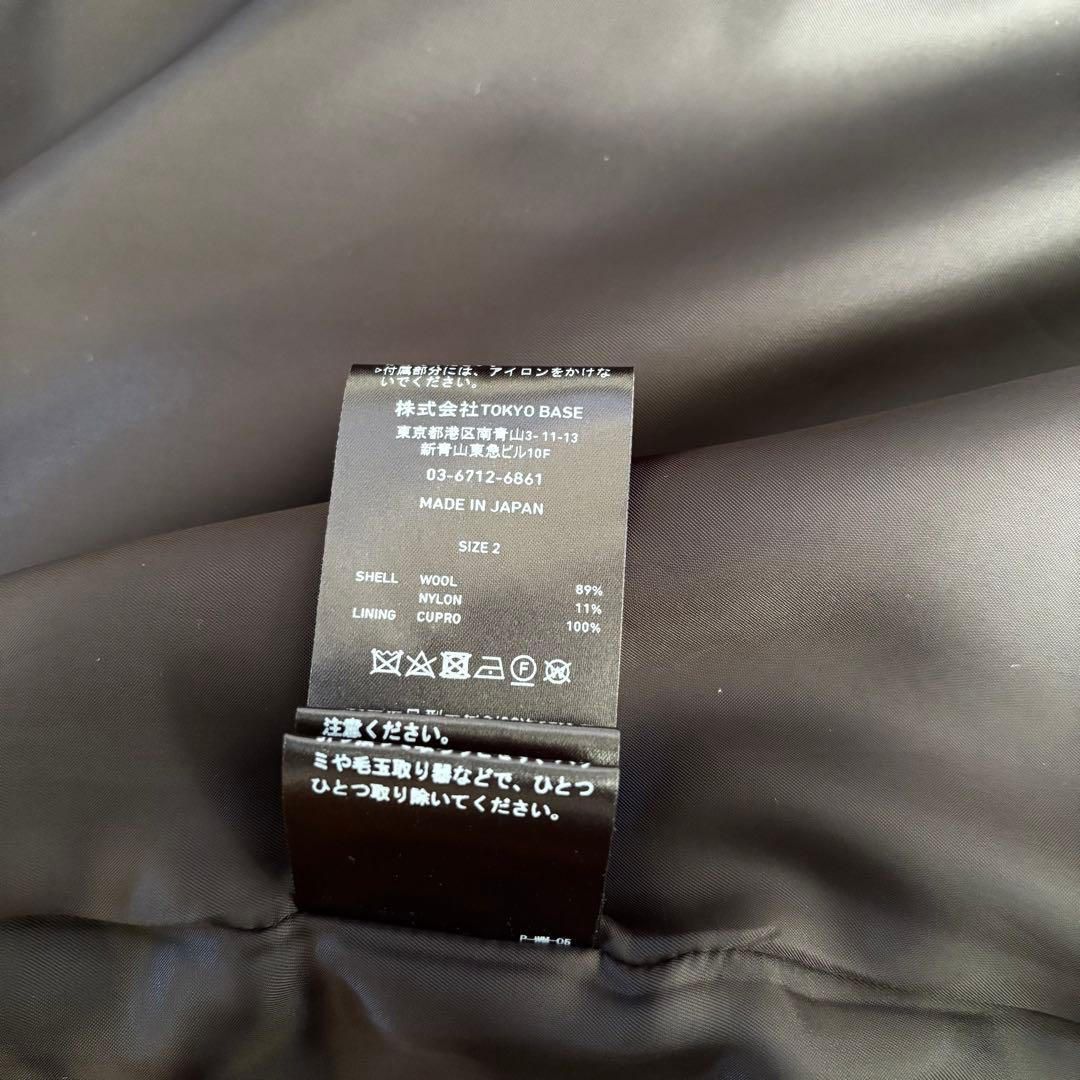 ▷付属部分には、アイロンをかけな
いでください。
株式会社TOKYO BASE
東京都港区南青山3-11-13
新青山東急ビル10F
03-6712-6861
MADE IN JAPAN
SIZE 2
SHELL WOOL 89%
NYLON 11%
LINING CUPRO 100%
F
W
注意ください。
ミや毛玉取り器などで、ひとつ
ひとつ取り除いてください。